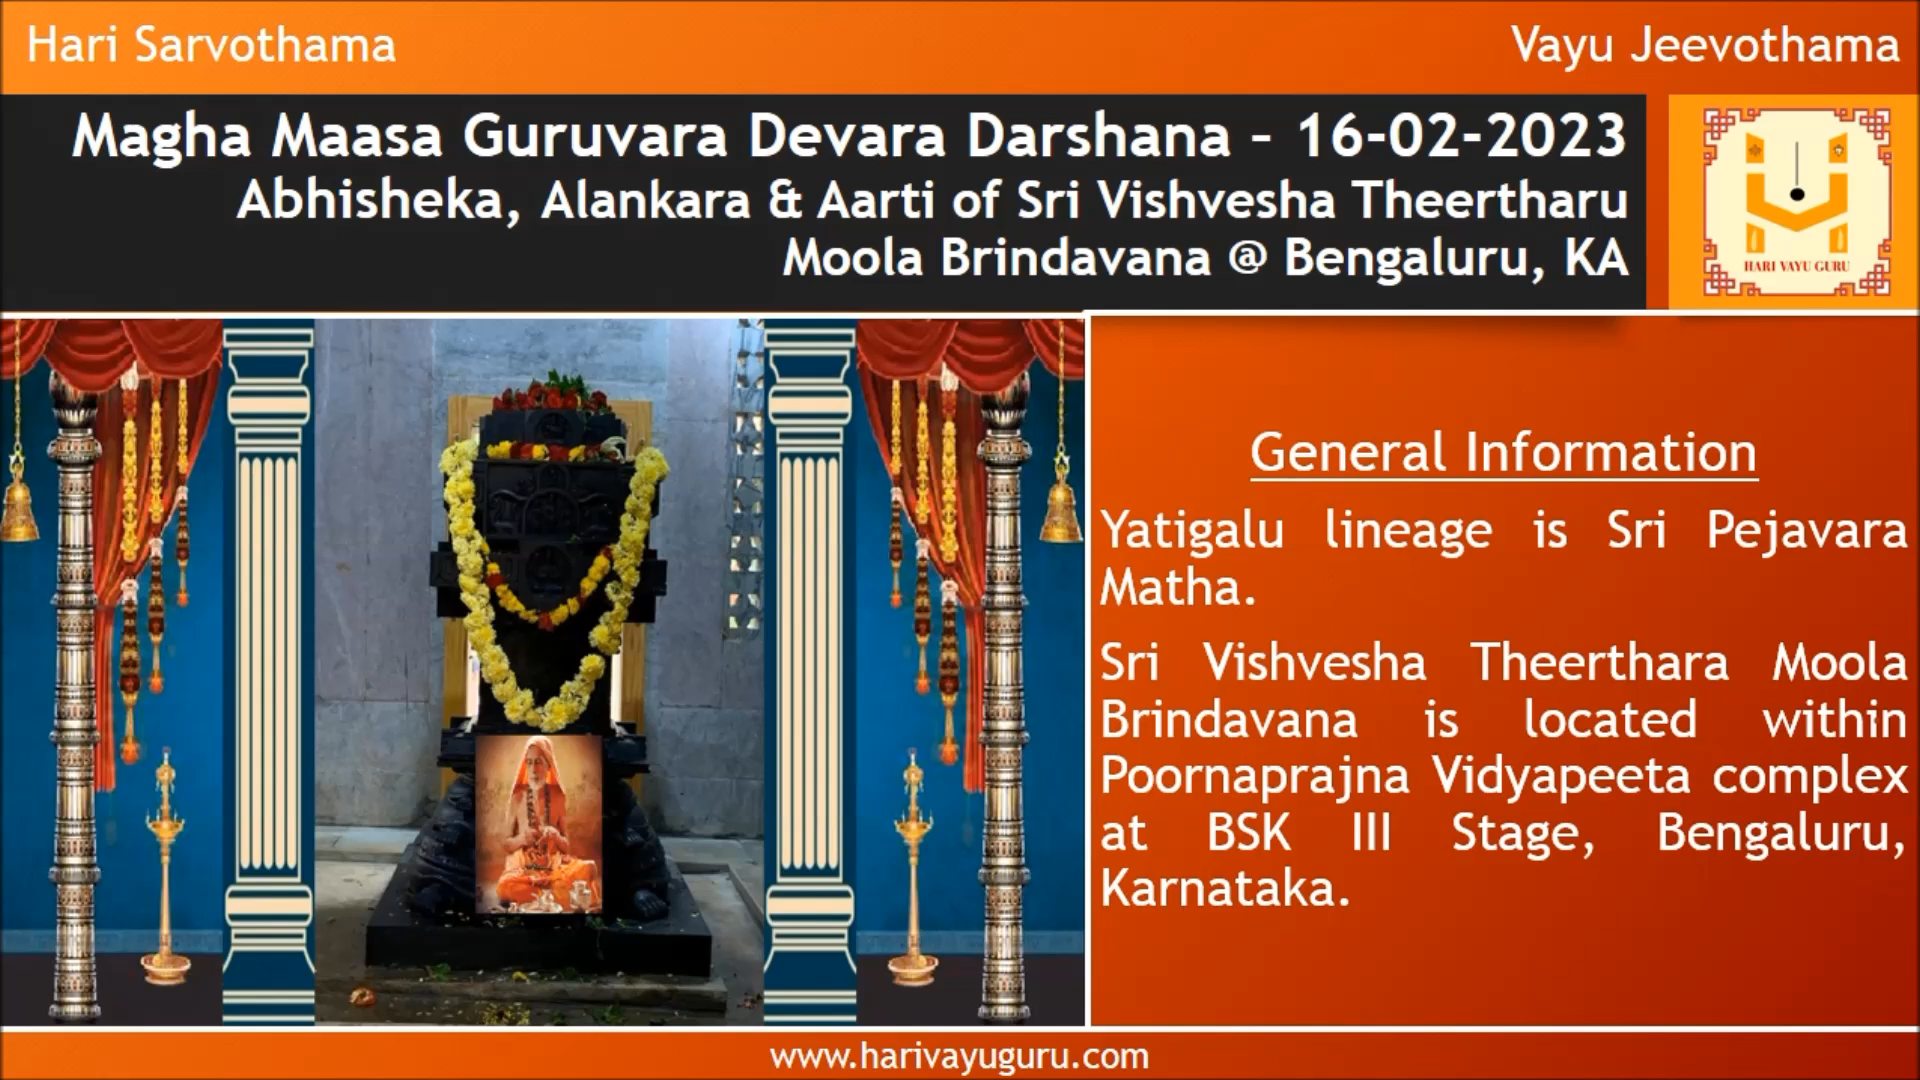 Hari Sarvothama
Vayu Jeevothama
Magha Maasa Guruvara Devara Darshana – 16-02-2023
Abhisheka, Alankara & Aarti of Sri Vishvesha Theertharu
Moola Brindavana @ Bengaluru, KA
HARI VAYU GURU
General Information
Yatigalu lineage is Sri Pejavara
Matha.
Sri Vishvesha Theerthara Moola
Brindavana is located within
Poornaprajna Vidyapeeta complex
at BSK III Stage, Bengaluru,
Karnataka.
www.harivayuguru.com